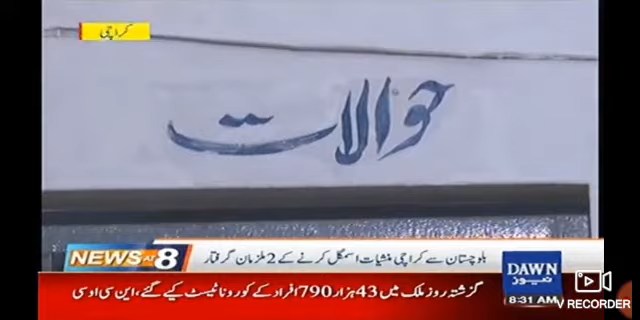 کراچی
حوالات
بلوچستان سے کراچی منشیات اسمگل کرنے کے 2 ملزمان گرفتار
NEWS AT 8
DAWN
نیوز
گزشتہ روز ملک میں 43 ہزار 790 افراد کے کورونا ٹیسٹ کیے گئے، این سی او سی
8:31 AM
V RECORDER